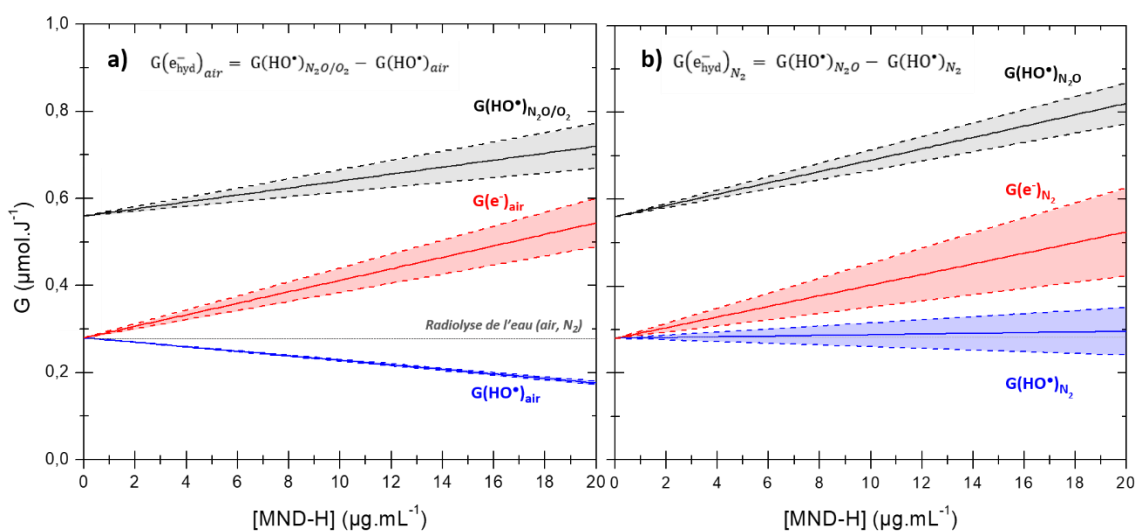 a) G(e⁻hyd)air = G(HO•)N₂O/O₂ − G(HO•)air
G(HO•)N₂O/O₂
G(e⁻)air
Radiolyse de l'eau (air, N₂)
G(HO•)air
G (µmol.J⁻¹)
1,0
0,8
0,6
0,4
0,2
0,0
0 2 4 6 8 10 12 14 16 18 20
[MND-H] (µg.mL⁻¹)
b) G(e⁻hyd)N₂ = G(HO•)N₂O − G(HO•)N₂
G(HO•)N₂O
G(e⁻)N₂
G(HO•)N₂
0 2 4 6 8 10 12 14 16 18 20
[MND-H] (µg.mL⁻¹)